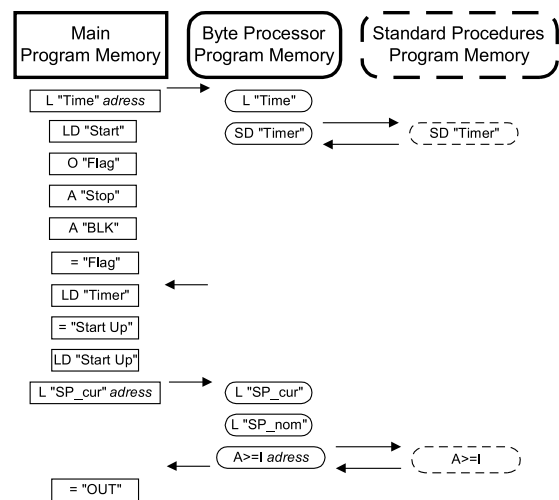 Main
Program Memory
Byte Processor
Program Memory
Standard Procedures
Program Memory
L "Time" adress
L "Time"
LD "Start"
SD "Timer"
SD "Timer"
O "Flag"
A "Stop"
A "BLK"
= "Flag"
LD "Timer"
= "Start Up"
LD "Start Up"
L "SP_cur" adress
L "SP_cur"
L "SP_nom"
A>=I adress
A>=I
= "OUT"